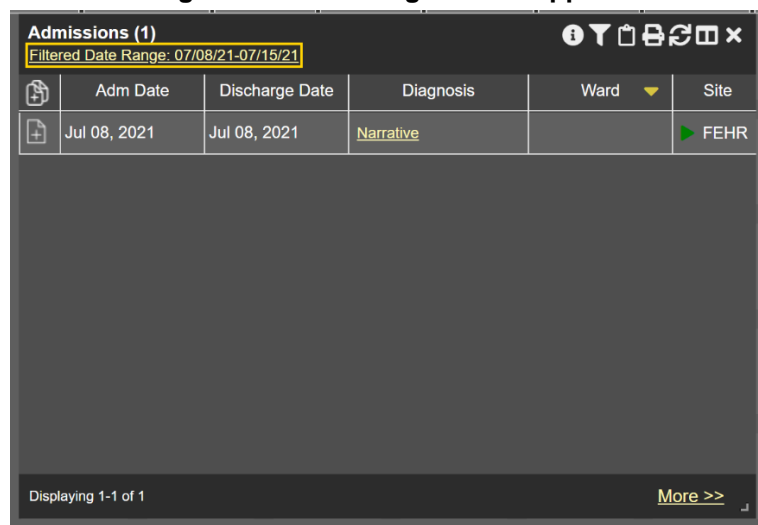 Admissions (1)
Filtered Date Range: 07/08/21-07/15/21
Adm Date Discharge Date Diagnosis Ward Site
Jul 08, 2021 Jul 08, 2021 Narrative FEHR
Displaying 1-1 of 1 More >>